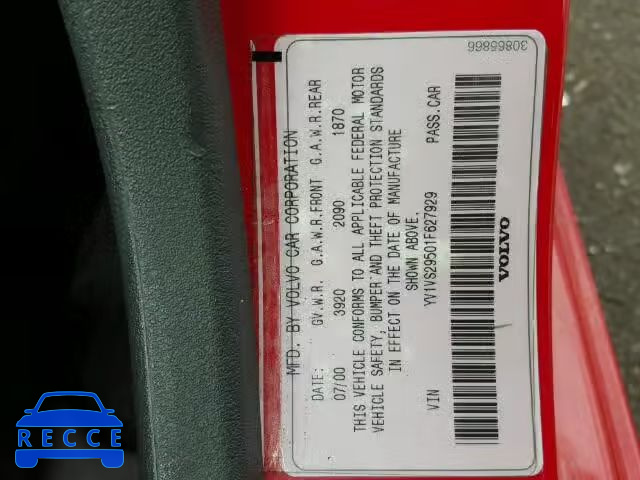 30865866
MFD. BY VOLVO CAR CORPORATION
DATE: GV.W.R. G.A.W.R.FRONT G.A.W.R.REAR
07/00 3920 2090 1870
THIS VEHICLE CONFORMS TO ALL APPLICABLE FEDERAL MOTOR
VEHICLE SAFETY, BUMPER AND THEFT PROTECTION STANDARDS
IN EFFECT ON THE DATE OF MANUFACTURE
SHOWN ABOVE.
VIN YV1VS29501F627929 PASS.CAR
VOLVO
RECCE